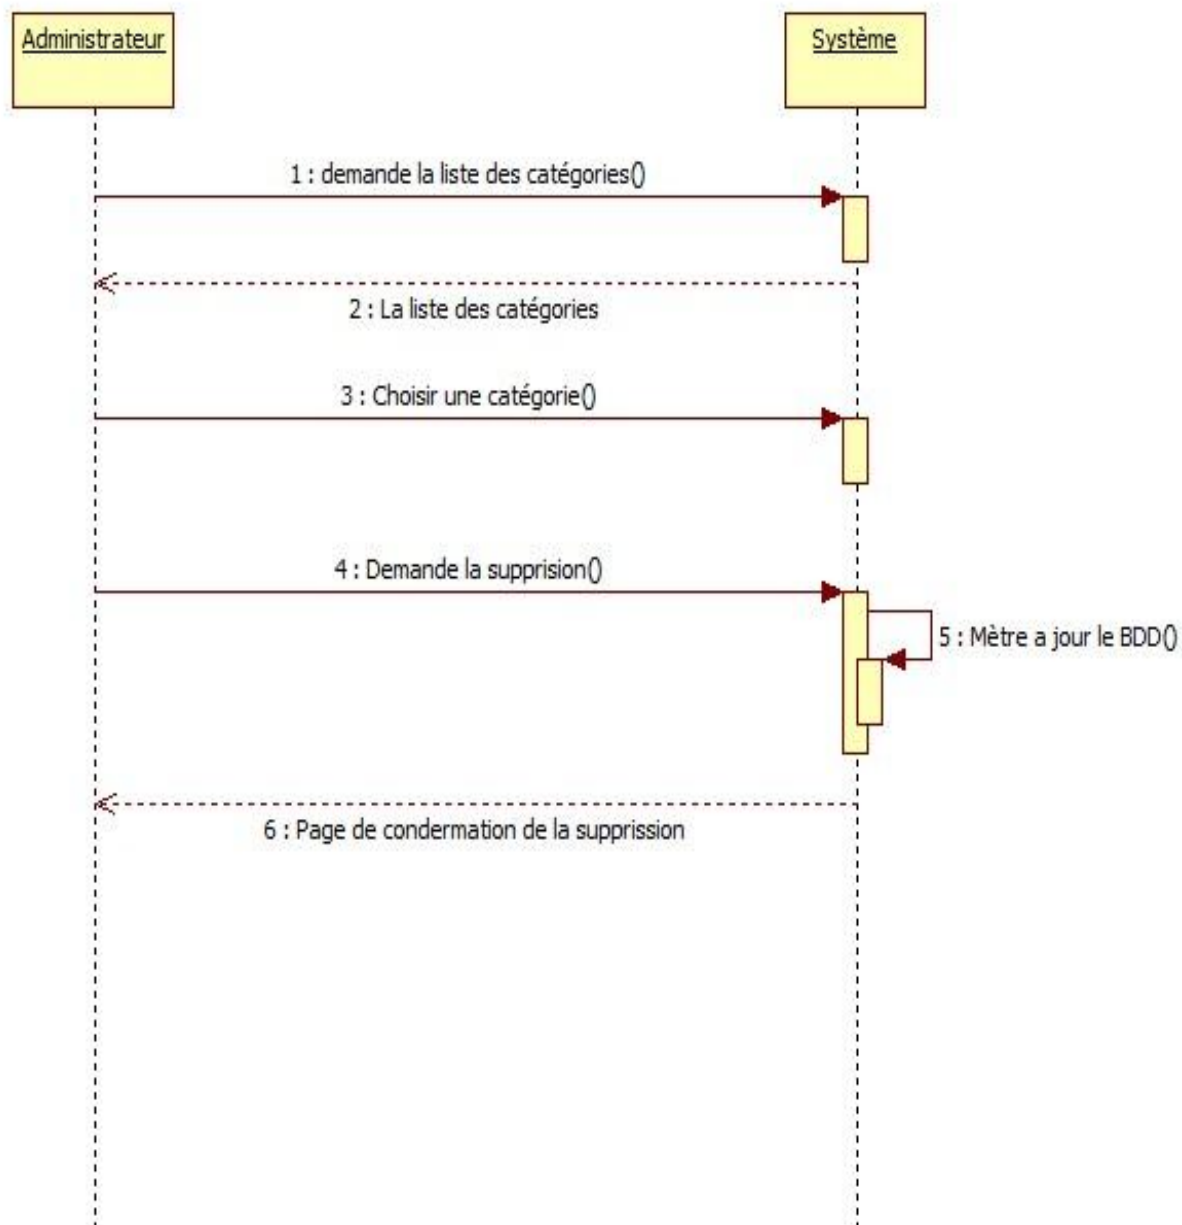 Administrateur
Système
1 : demande la liste des catégories()
2 : La liste des catégories
3 : Choisir une catégorie()
4 : Demande la supprision()
5 : Mètre a jour le BDD()
6 : Page de condermation de la supprission